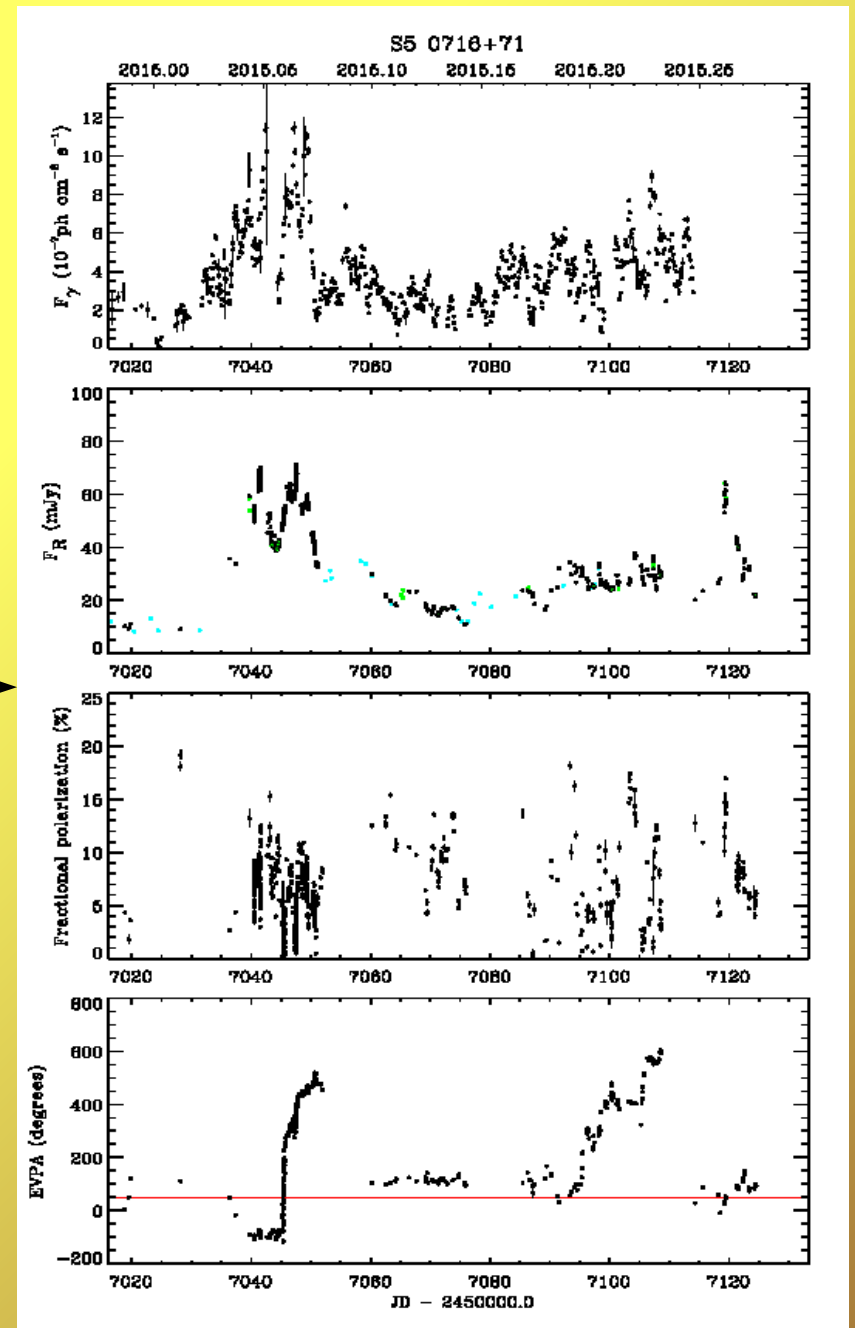 S5 0716+71
2015.00 2015.05 2015.10 2015.15 2015.20 2015.25
F_γ cm⁻² s⁻¹)
12
10
8
6
4
2
0
7020 7040 7060 7080 7100 7120
F_R (mJy)
100
80
60
40
20
0
7020 7040 7060 7080 7100 7120
Fractional polarization (%)
25
20
15
10
5
0
7020 7040 7060 7080 7100 7120
EVPA (degrees)
800
600
400
200
0
-200
7020 7040 7060 7080 7100 7120
JD - 2450000.0